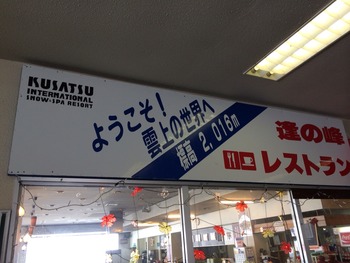 KUSATSU
INTERNATIONAL
SNOW·SPA RESORT
ようこそ!
雲上の世界へ
標高 2,016m
逢の峰
レストラン